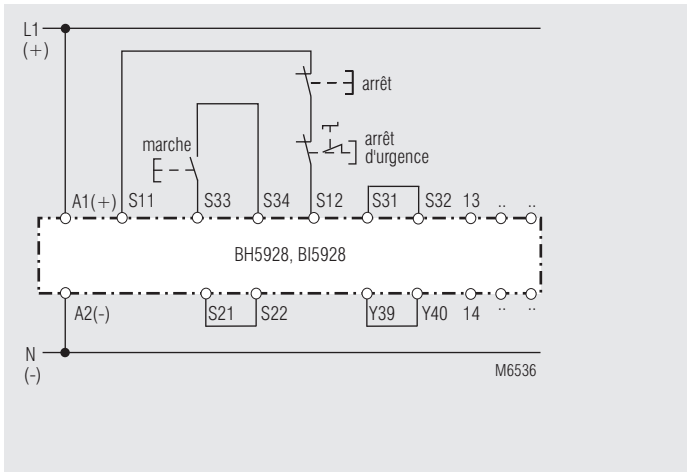 L1
(+)
arrêt
marche
arrêt
d'urgence
A1(+) S11 S33 S34 S12 S31 S32 13 .. ..
BH5928, BI5928
A2(-) S21 S22 Y39 Y40 14 .. ..
N
(-)
M6536